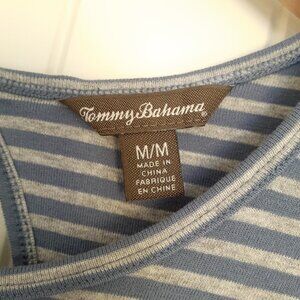 Tommy Bahama®
M/M
MADE IN
CHINA
FABRIQUE
EN CHINE